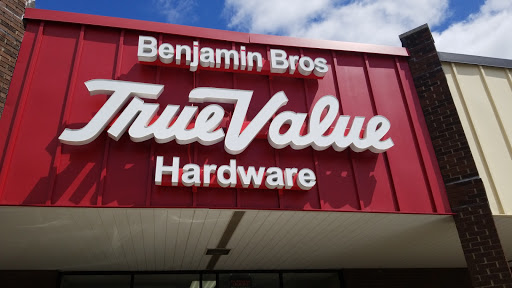 Benjamin Bros
True Value
Hardware